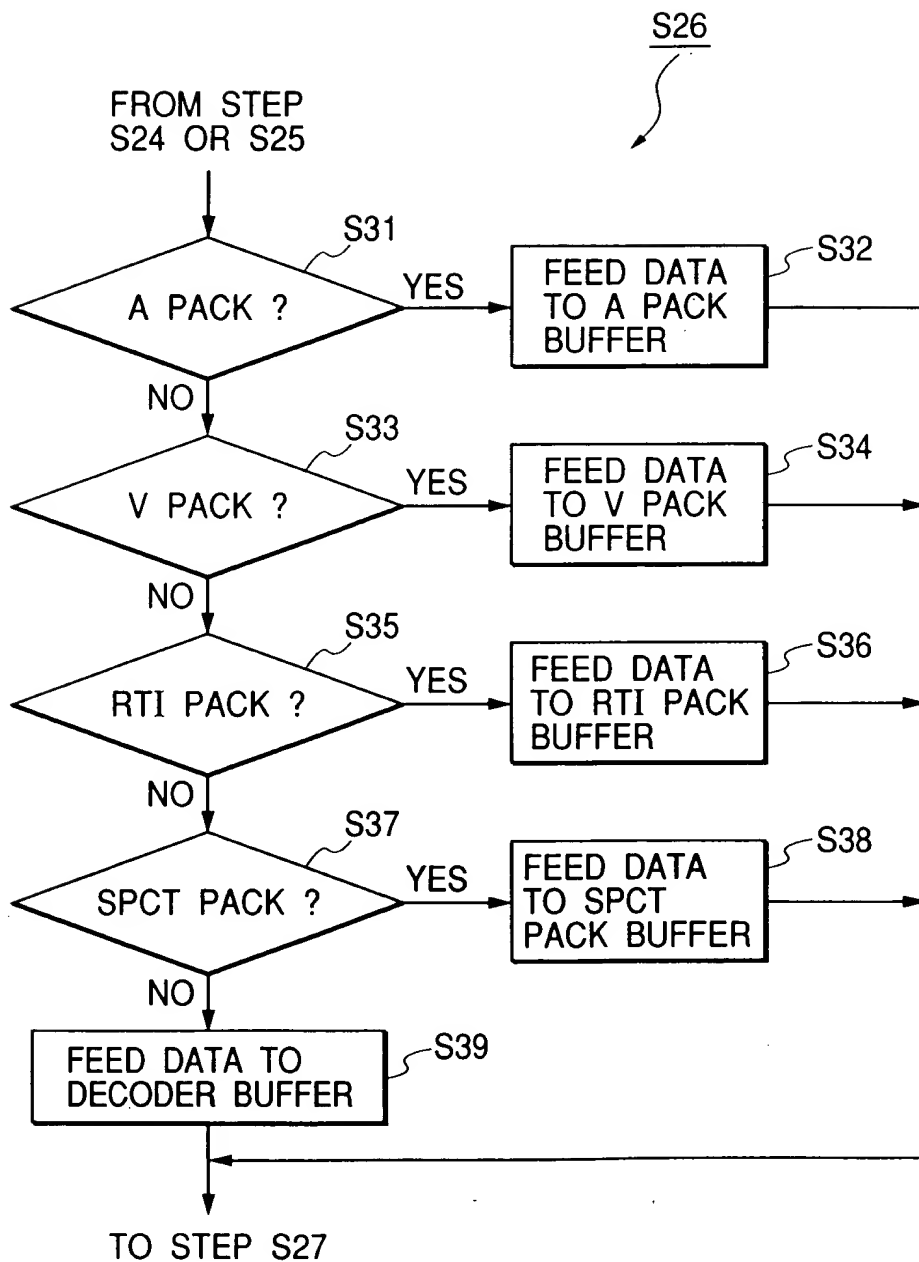 S26
FROM STEP
S24 OR S25
S31
A PACK ?
YES
S32
FEED DATA
TO A PACK
BUFFER
NO
S33
V PACK ?
YES
S34
FEED DATA
TO V PACK
BUFFER
NO
S35
RTI PACK ?
YES
S36
FEED DATA
TO RTI PACK
BUFFER
NO
S37
SPCT PACK ?
YES
S38
FEED DATA
TO SPCT
PACK BUFFER
NO
S39
FEED DATA TO
DECODER BUFFER
TO STEP S27